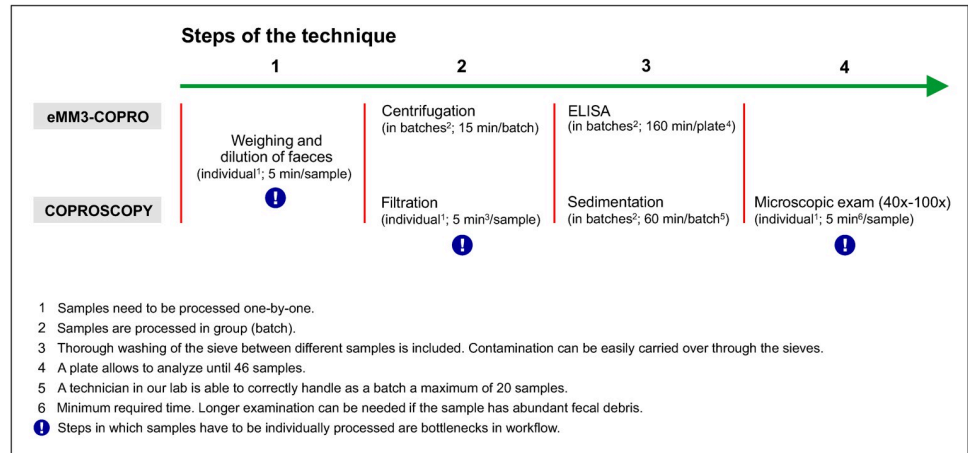 Steps of the technique
1 2 3 4
eMM3-COPRO
Weighing and
dilution of faeces
(individual¹; 5 min/sample)
!
Centrifugation
(in batches²; 15 min/batch)
ELISA
(in batches²; 160 min/plate⁴)
COPROSCOPY
Filtration
(individual¹; 5 min³/sample)
!
Sedimentation
(in batches²; 60 min/batch⁵)
Microscopic exam (40x-100x)
(individual¹; 5 min⁶/sample)
!
1 Samples need to be processed one-by-one.
2 Samples are processed in group (batch).
3 Thorough washing of the sieve between different samples is included. Contamination can be easily carried over through the sieves.
4 A plate allows to analyze until 46 samples.
5 A technician in our lab is able to correctly handle as a batch a maximum of 20 samples.
6 Minimum required time. Longer examination can be needed if the sample has abundant fecal debris.
! Steps in which samples have to be individually processed are bottlenecks in workflow.